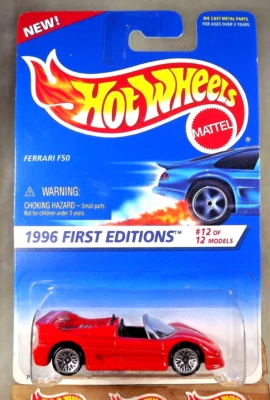 NEW!
DIE CAST METAL PARTS
FOR AGES OVER 3 YEARS
Hot Wheels
MATTEL
FERRARI F50
WARNING:
CHOKING HAZARD - Small parts
Not for children under 3 years.
1996 FIRST EDITIONS™
#12 OF
12 MODELS